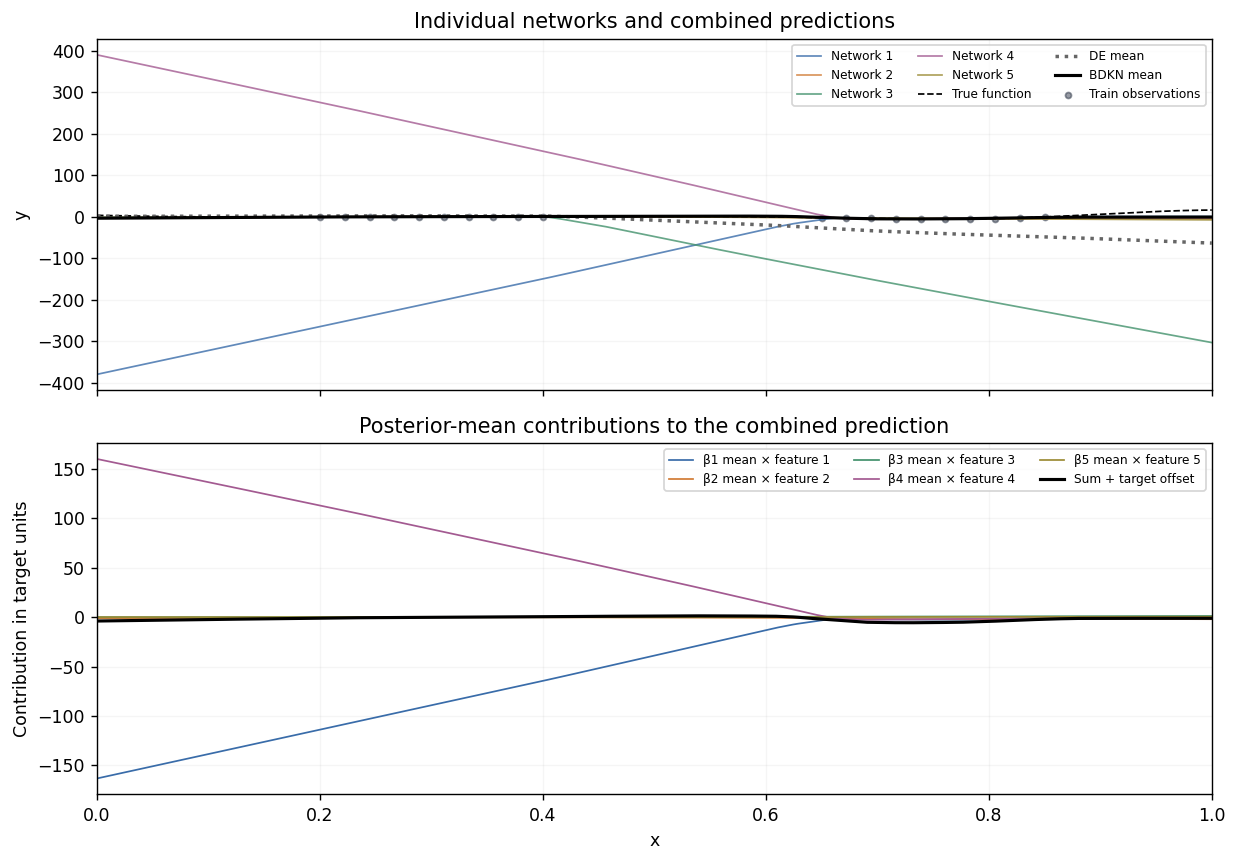 Individual networks and combined predictions
400
300
200
100
0
−100
−200
−300
−400
y
Network 1
Network 2
Network 3
Network 4
Network 5
True function
DE mean
BDKN mean
Train observations
Posterior-mean contributions to the combined prediction
150
100
50
0
−50
−100
−150
Contribution in target units
β1 mean × feature 1
β2 mean × feature 2
β3 mean × feature 3
β4 mean × feature 4
β5 mean × feature 5
Sum + target offset
0.0 0.2 0.4 0.6 0.8 1.0
x